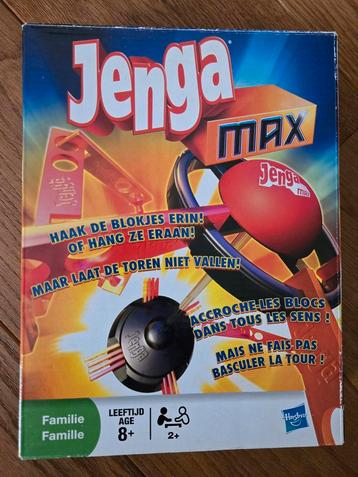 Jenga
MAX
Jenga
max
HAAK DE BLOKJES ERIN!
OF HANG ZE ERAAN!
MAAR LAAT DE TOREN NIET VALLEN!
ACCROCHE-LES BLOCS
DANS TOUS LES SENS !
MAIS NE FAIS PAS
BASCULER LA TOUR !
Jenga
Familie
Famille
LEEFTIJD
AGE
8+
2+
Hasbro